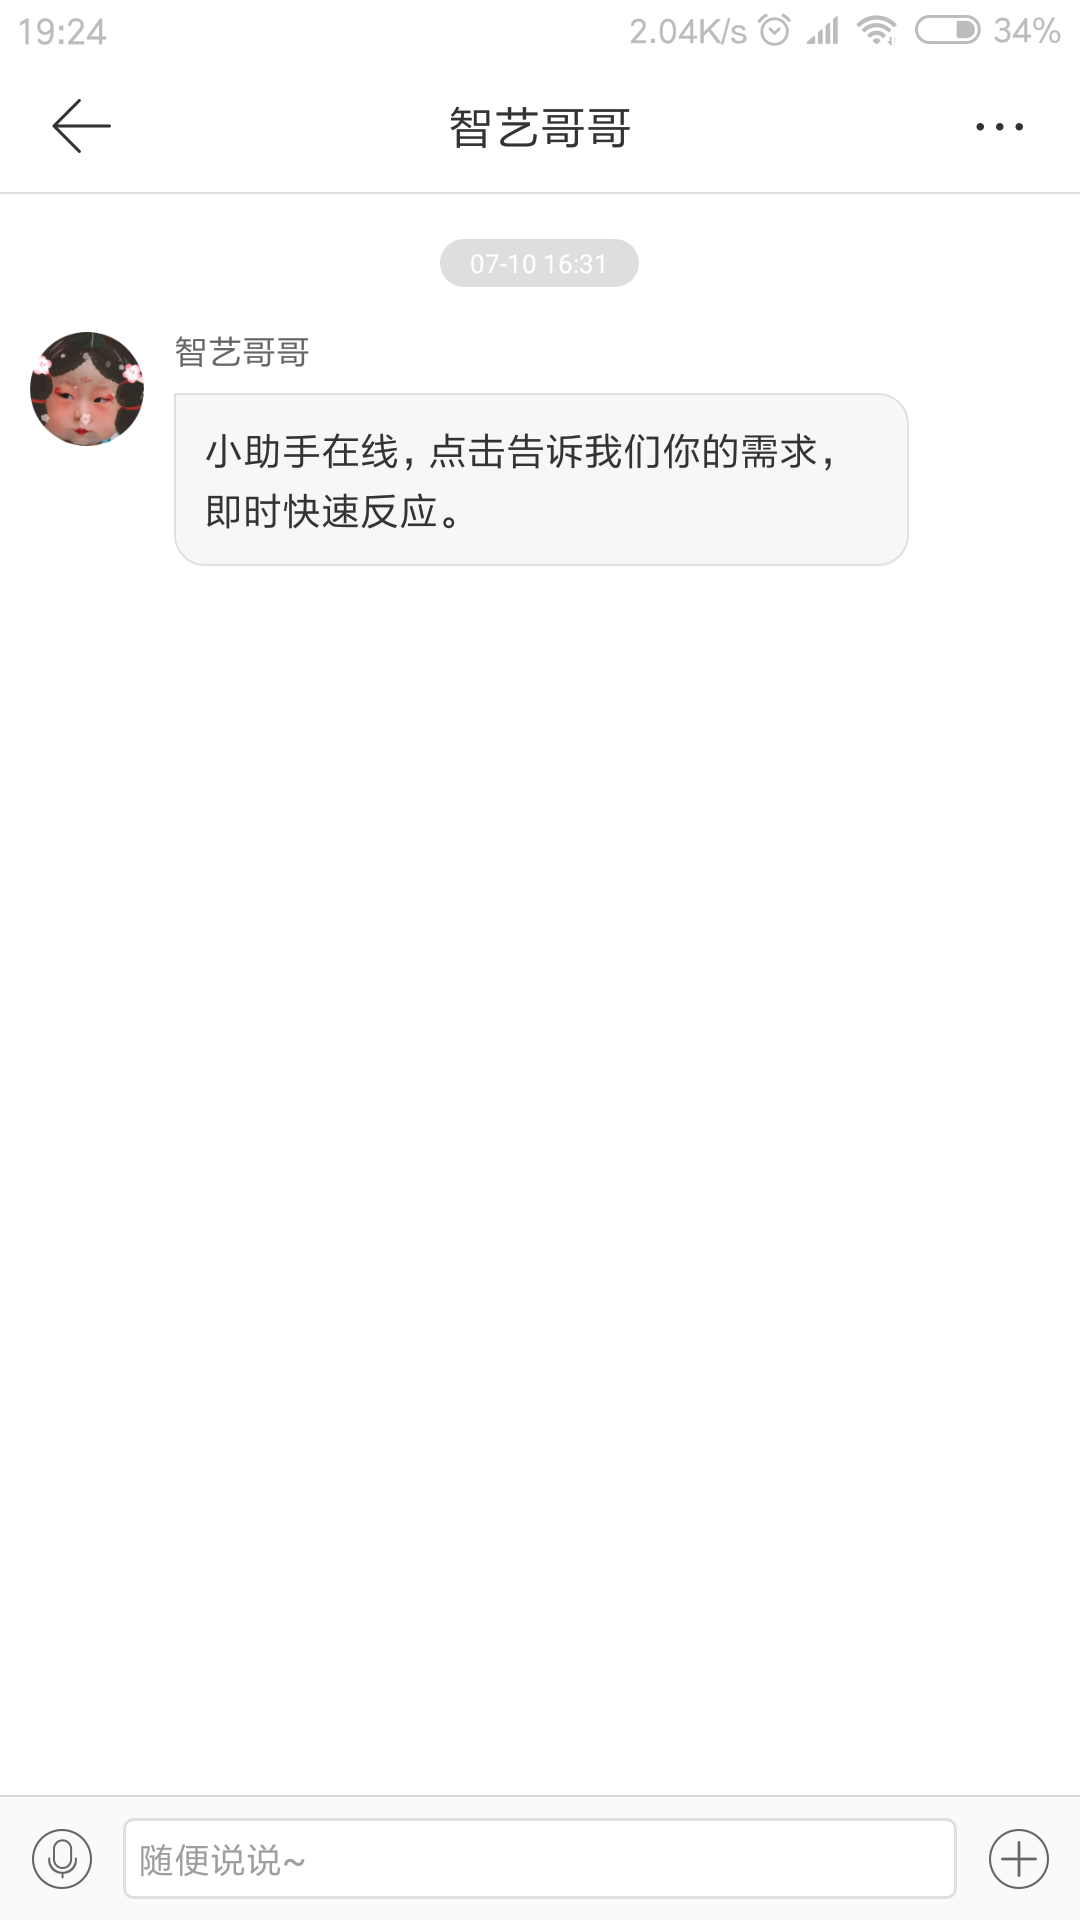 19:24 2.04K/s 34%
智艺哥哥
07-10 16:31
智艺哥哥
小助手在线，点击告诉我们你的需求，
即时快速反应。
随便说说~